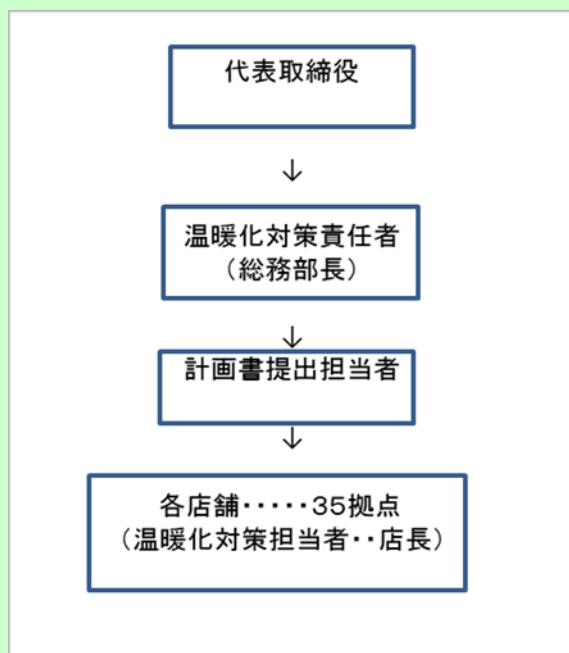 代表取締役
↓
温暖化対策責任者
（総務部長）
↓
計画書提出担当者
↓
各店舗・・・・・35拠点
（温暖化対策担当者・・店長）